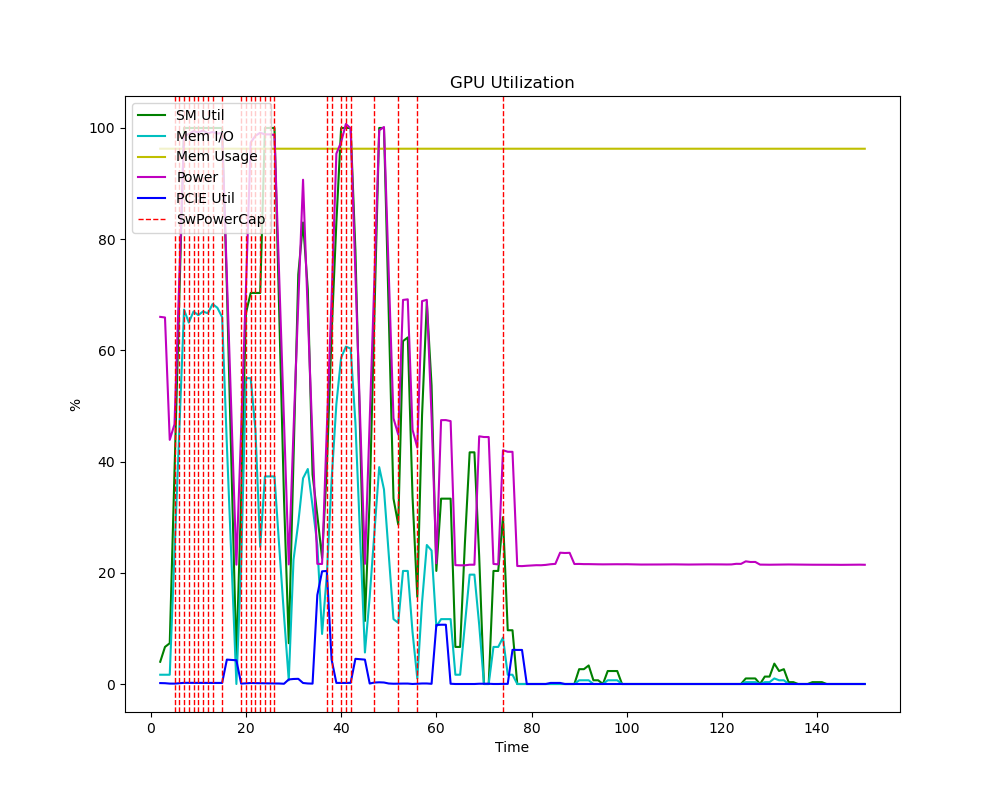 GPU Utilization
SM Util
Mem I/O
Mem Usage
Power
PCIE Util
SwPowerCap
%
100
80
60
40
20
0
0 20 40 60 80 100 120 140
Time